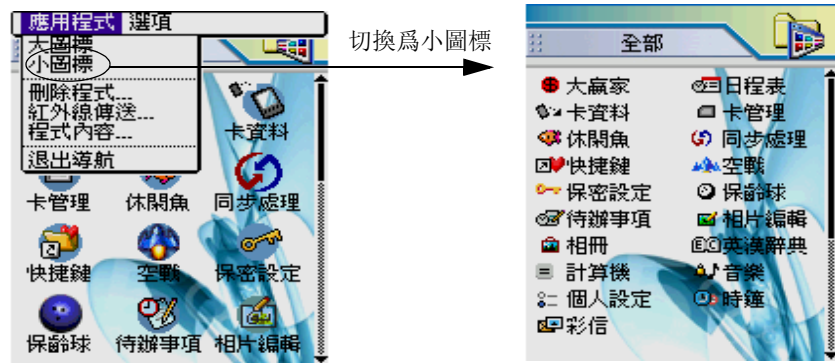 應用程式 選項
大圖標
小圖標
刪除程式...
紅外線傳送...
程式內容...
退出導航
卡資料
卡管理 休閒魚 同步處理
快捷鍵 空戰 保密設定
保齡球 待辦事項 相片編輯
切換爲小圖標
全部
大贏家 日程表
卡資料 卡管理
休閒魚 同步處理
快捷鍵 空戰
保密設定 保齡球
待辦事項 相片編輯
相冊 英漢辭典
計算機 音樂
個人設定 時鐘
彩信